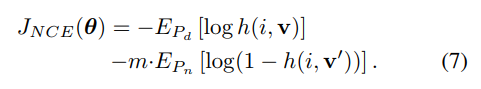 J_{NCE}(θ) = −E_{P_d} [log h(i, v)]
−m·E_{P_n} [log(1 − h(i, v′))] . (7)